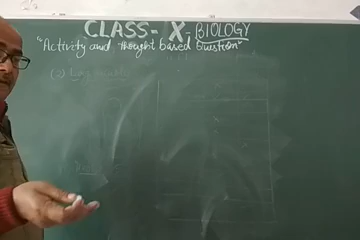 CLASS- X, BIOLOGY
"Activity and thought based Question"